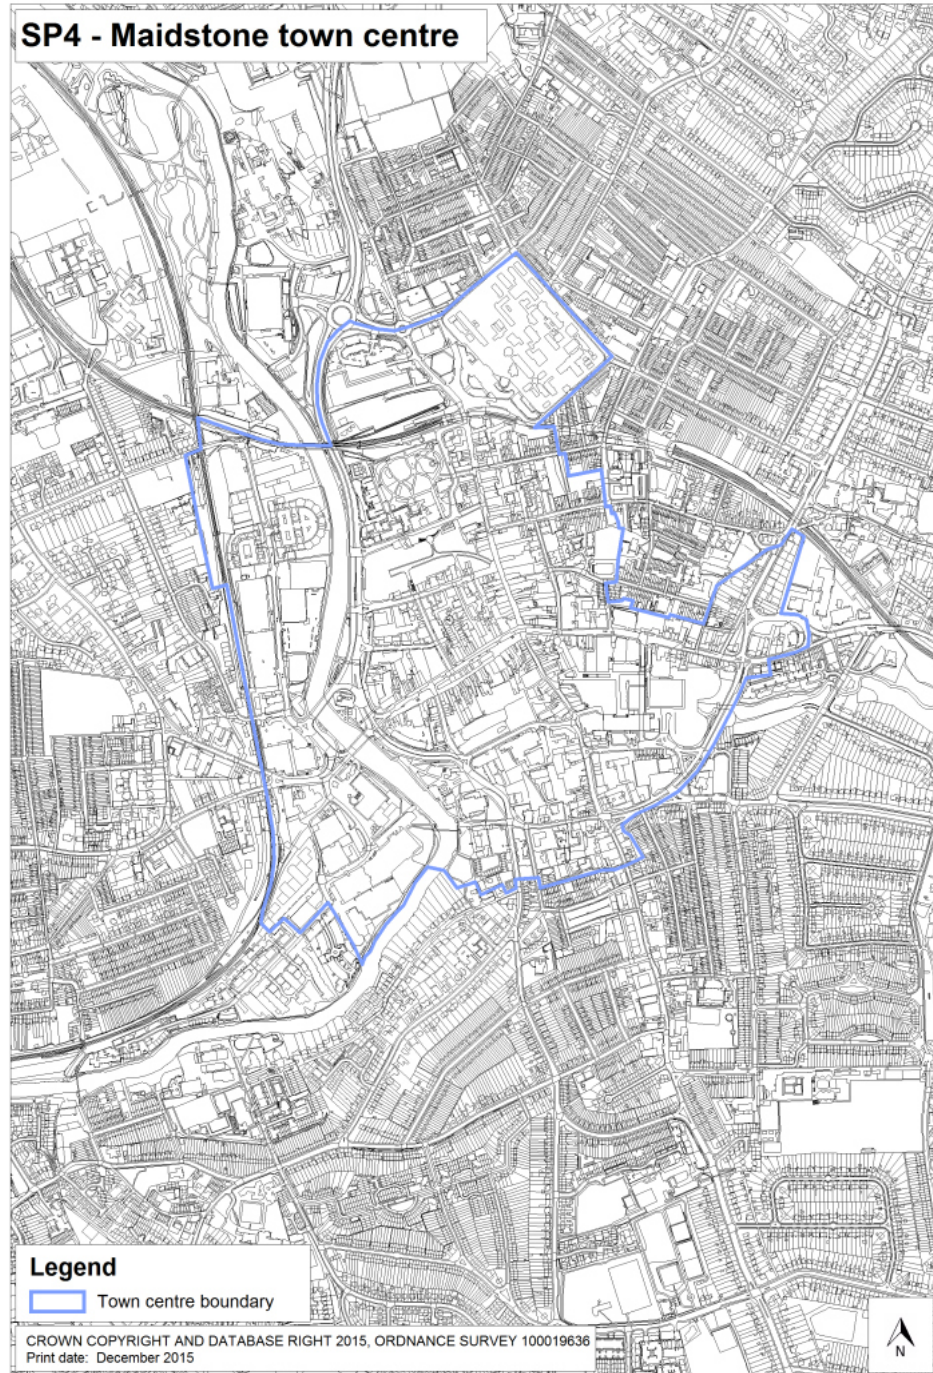 SP4 - Maidstone town centre
Legend
Town centre boundary
CROWN COPYRIGHT AND DATABASE RIGHT 2015, ORDNANCE SURVEY 100019636
Print date: December 2015
N